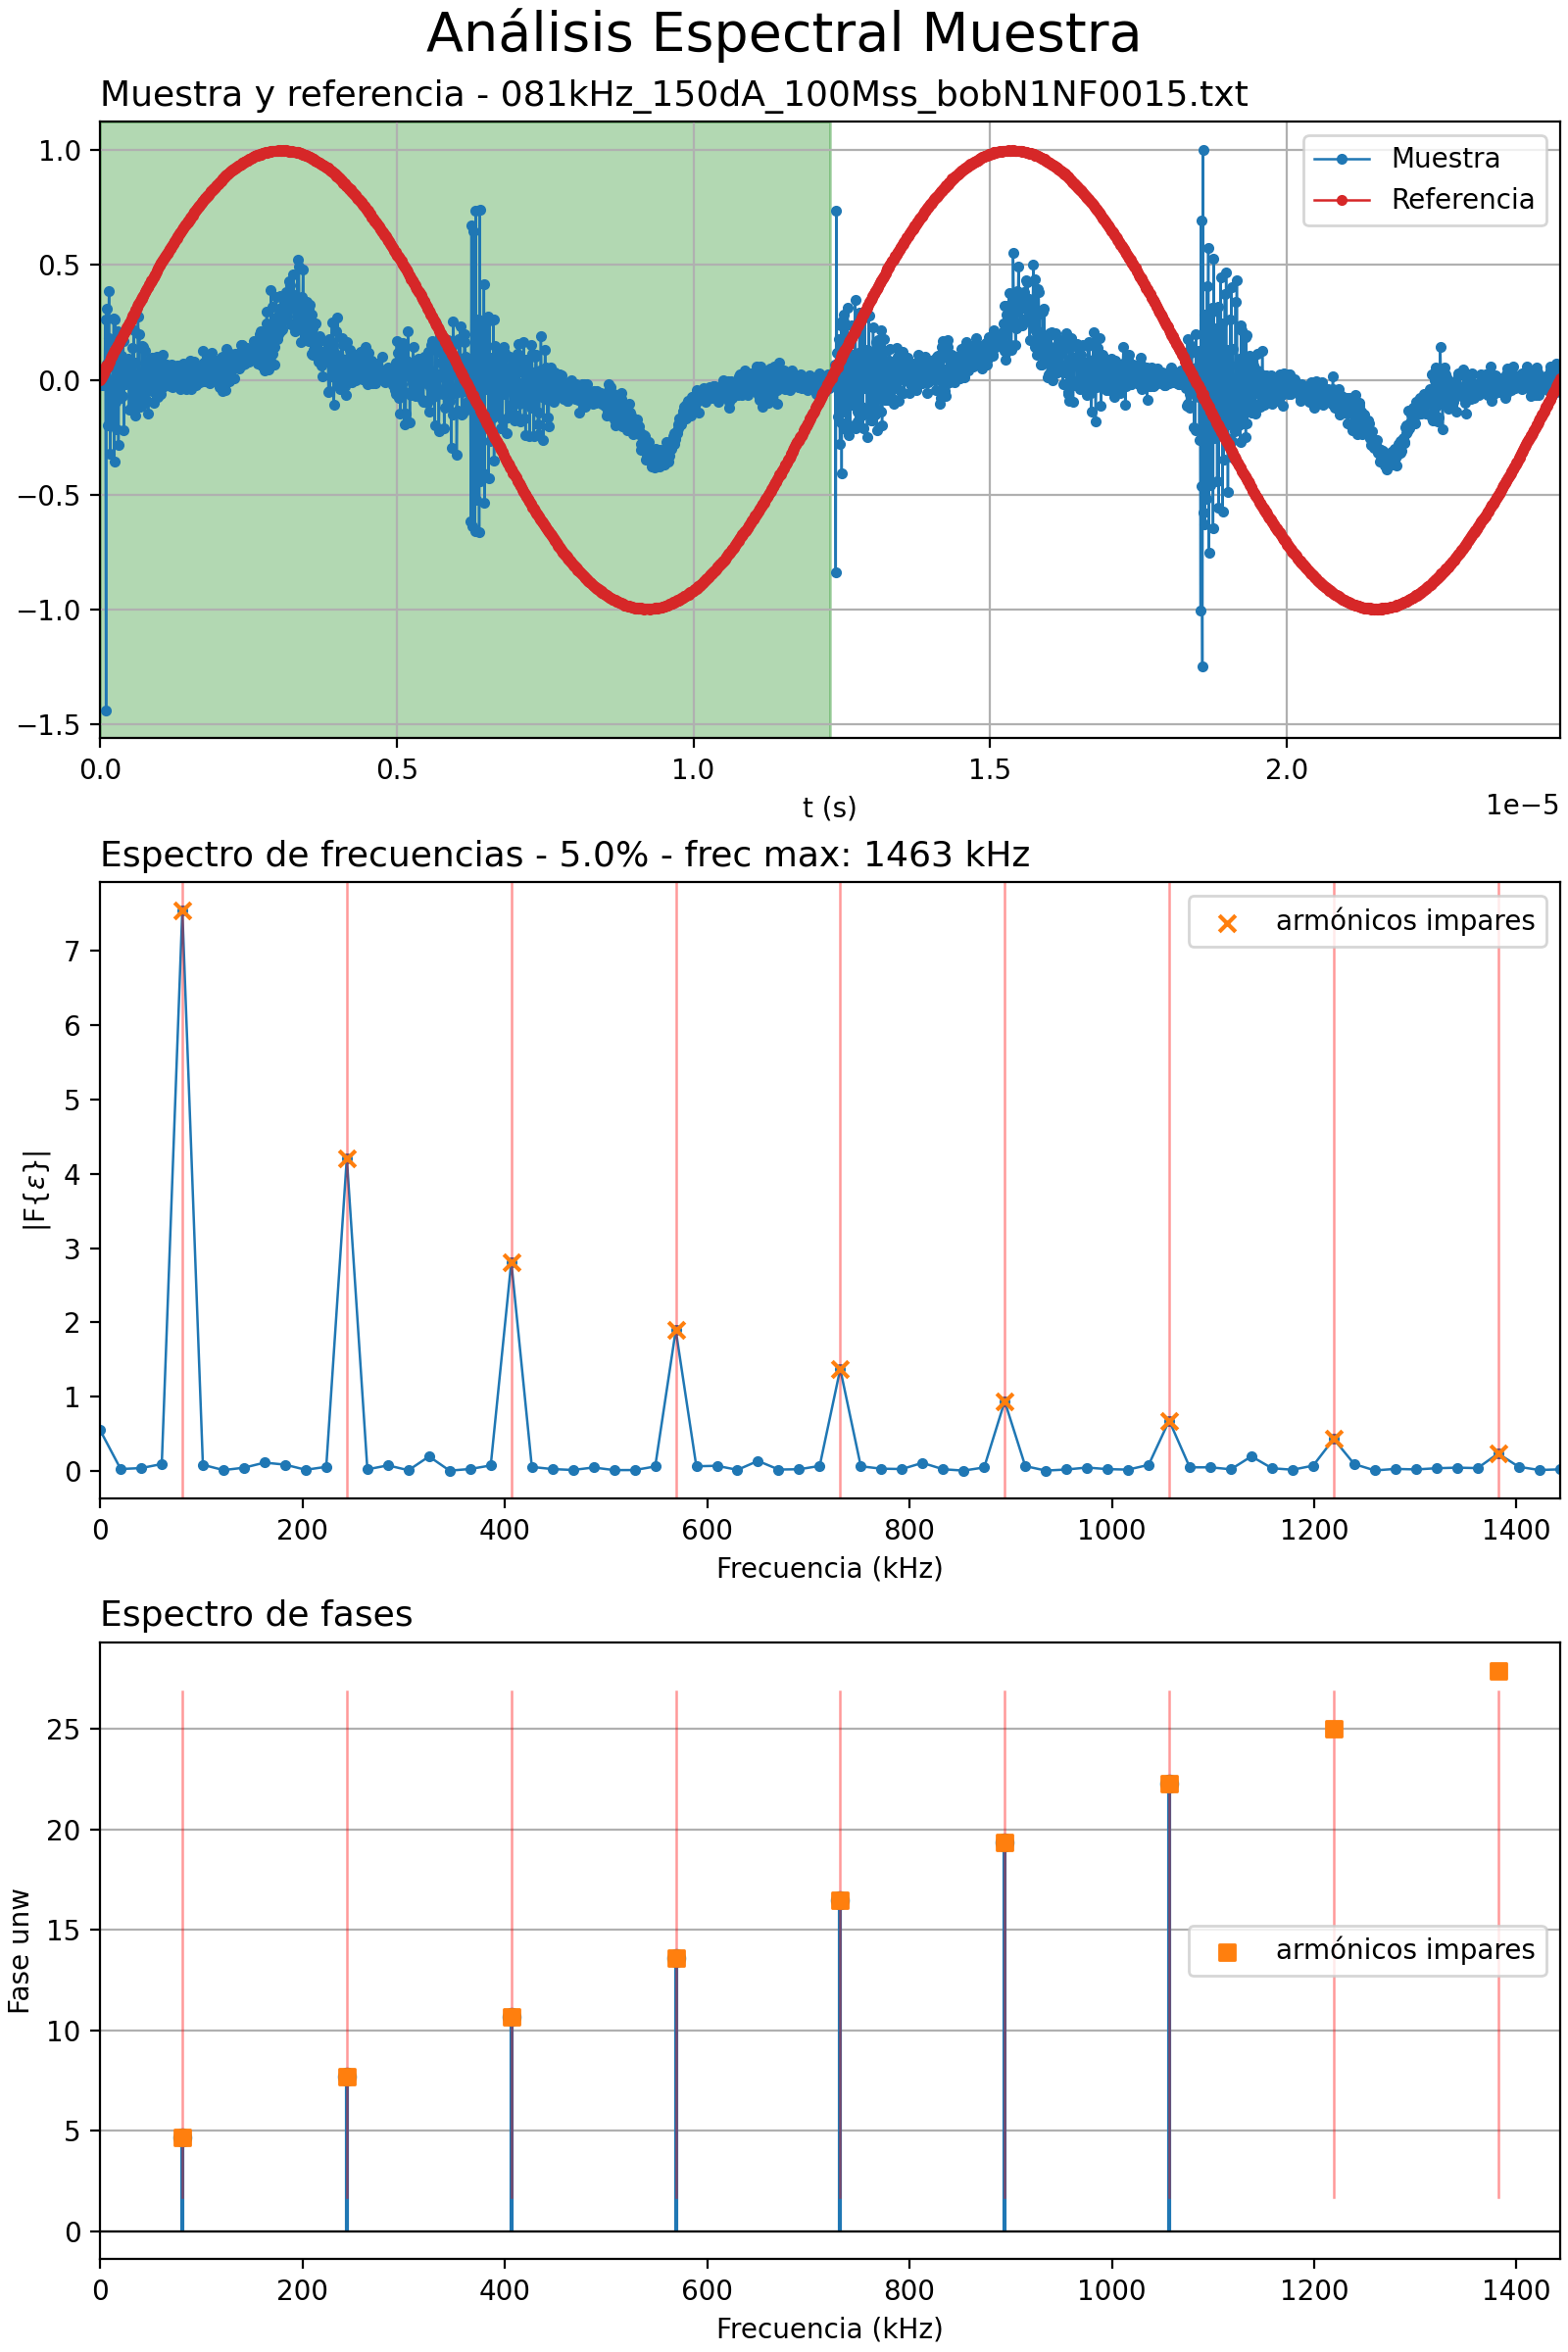 Análisis Espectral Muestra
Muestra y referencia - 081kHz_150dA_100Mss_bobN1NF0015.txt
Muestra
Referencia
1.0
0.5
0.0
−0.5
−1.0
−1.5
0.0 0.5 1.0 1.5 2.0
1e−5
t (s)
Espectro de frecuencias - 5.0% - frec max: 1463 kHz
armónicos impares
|F{ε}|
7
6
5
4
3
2
1
0
0 200 400 600 800 1000 1200 1400
Frecuencia (kHz)
Espectro de fases
armónicos impares
Fase unw
25
20
15
10
5
0
0 200 400 600 800 1000 1200 1400
Frecuencia (kHz)